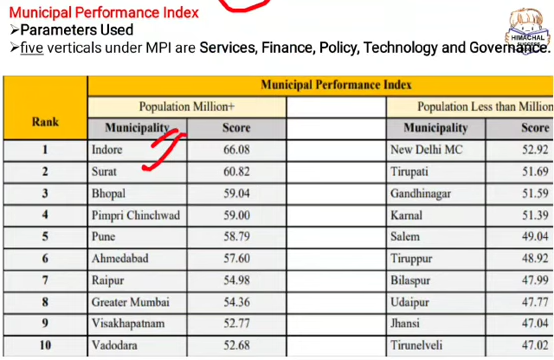 Municipal Performance Index
➢Parameters Used
➢five verticals under MPI are Services, Finance, Policy, Technology and Governance.
HIMACHAL
Municipal Performance Index
Rank Population Million+ Population Less than Million
Municipality Score Municipality Score
1 Indore 66.08 New Delhi MC 52.92
2 Surat 60.82 Tirupati 51.69
3 Bhopal 59.04 Gandhinagar 51.59
4 Pimpri Chinchwad 59.00 Karnal 51.39
5 Pune 58.79 Salem 49.04
6 Ahmedabad 57.60 Tiruppur 48.92
7 Raipur 54.98 Bilaspur 47.99
8 Greater Mumbai 54.36 Udaipur 47.77
9 Visakhapatnam 52.77 Jhansi 47.04
10 Vadodara 52.68 Tirunelveli 47.02